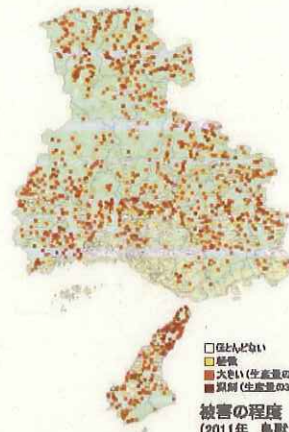 ほとんどない
軽微
大きい(生産量の
深刻(生産量の3
被害の程度
(2011年 鳥獣